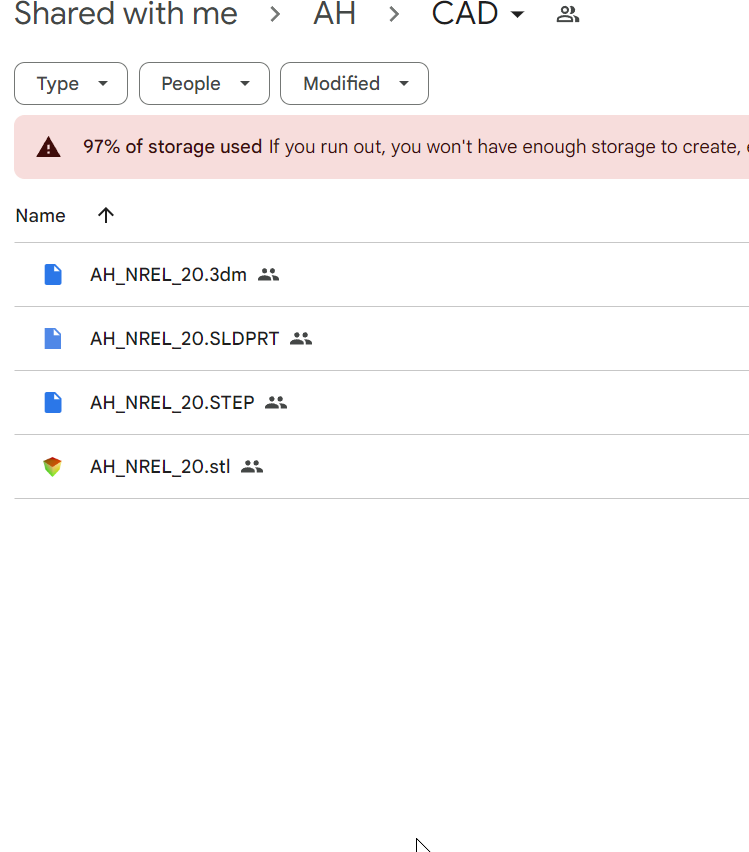 Shared with me > AH > CAD
Type People Modified
97% of storage used If you run out, you won't have enough storage to create,
Name
AH_NREL_20.3dm
AH_NREL_20.SLDPRT
AH_NREL_20.STEP
AH_NREL_20.stl